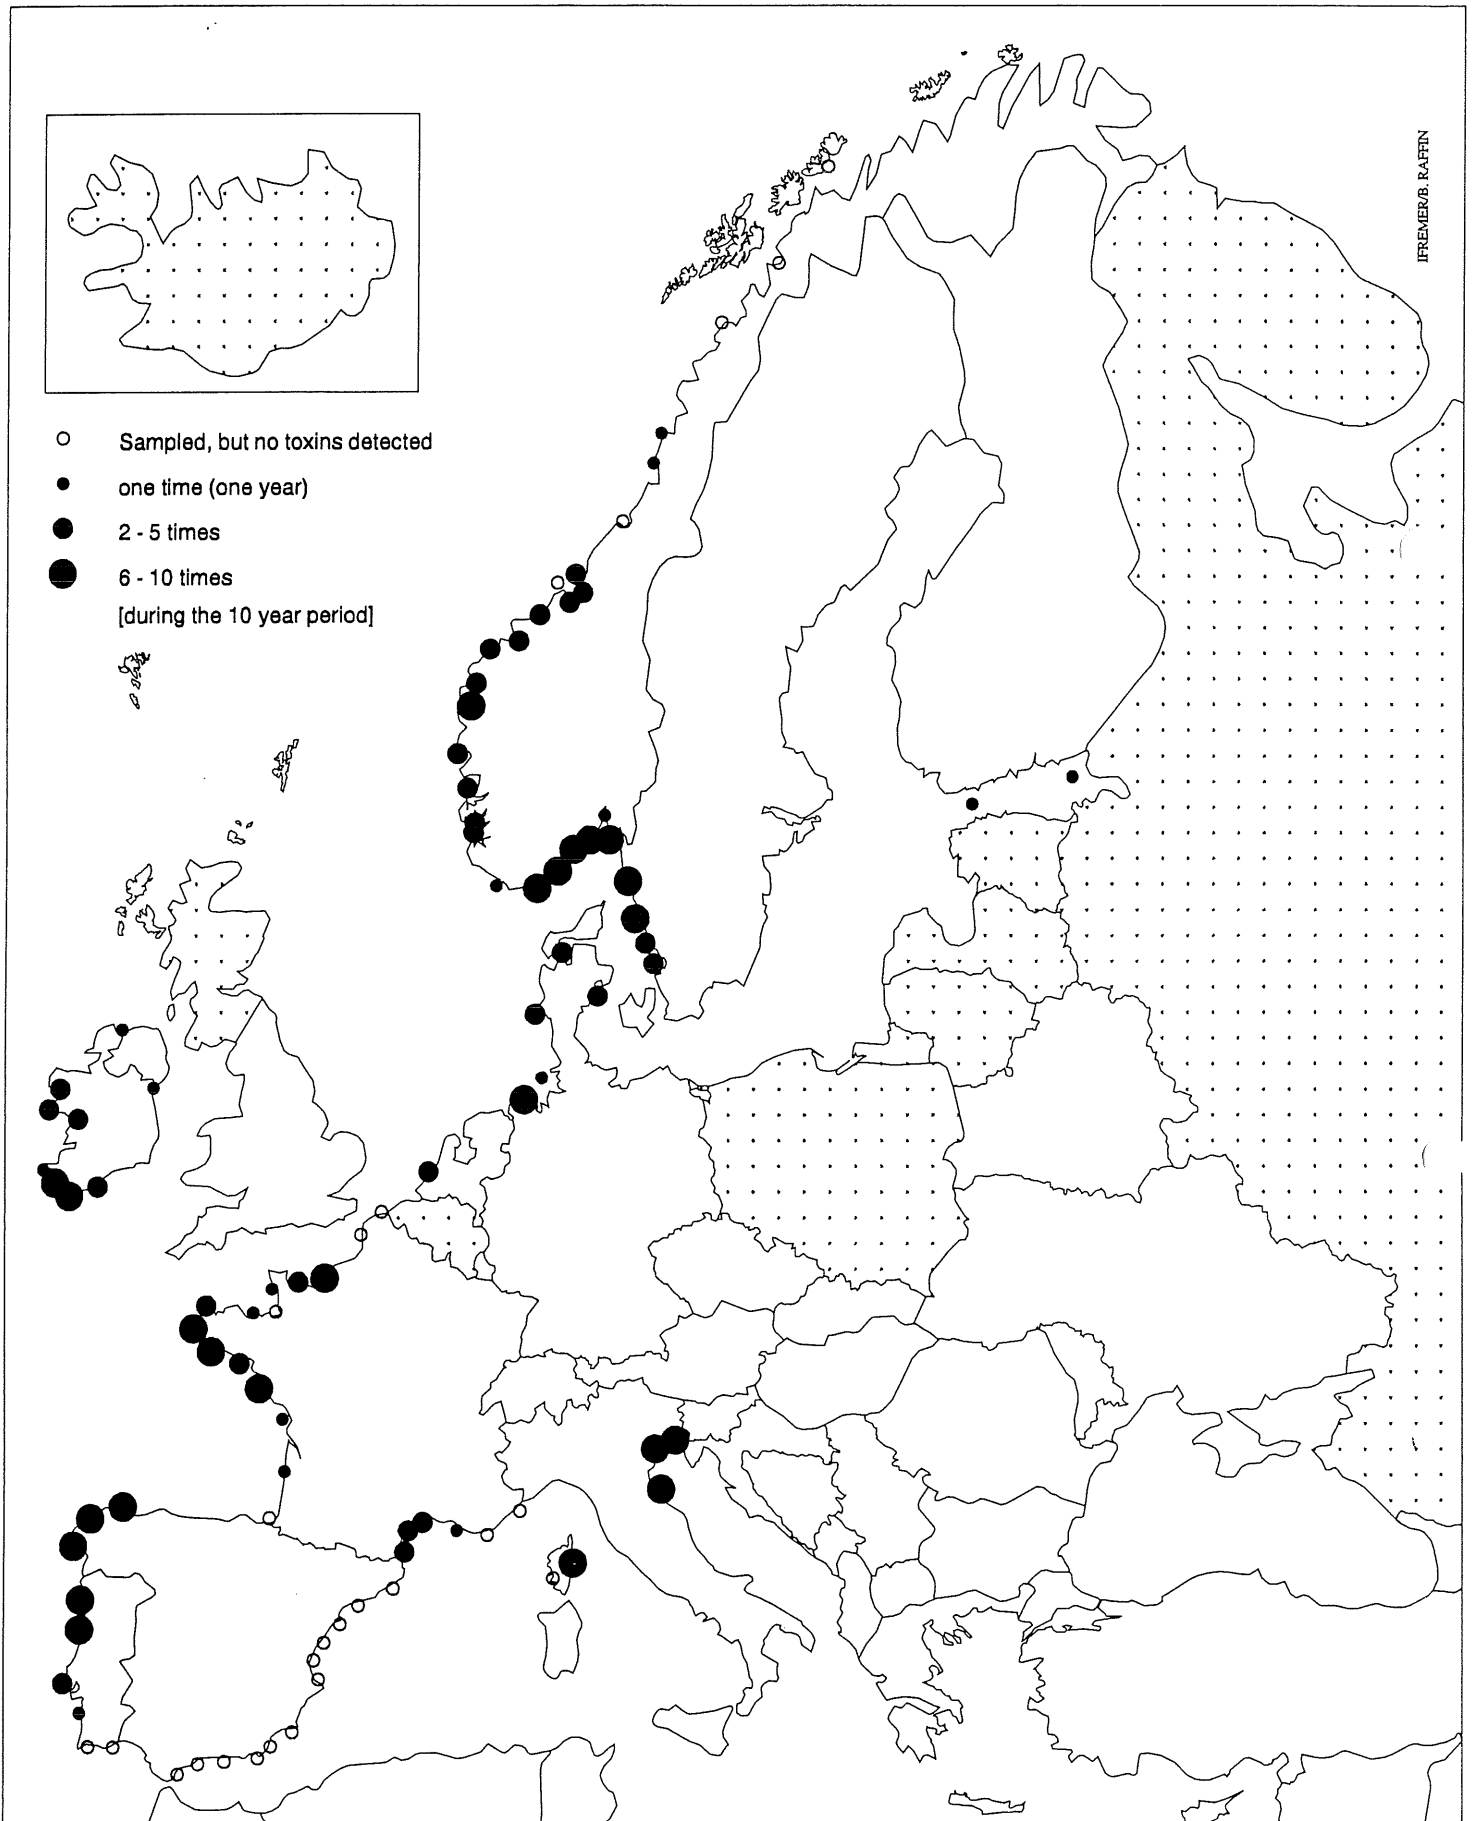 IFREMER/B. RAFFIN
Sampled, but no toxins detected
one time (one year)
2 - 5 times
6 - 10 times
[during the 10 year period]